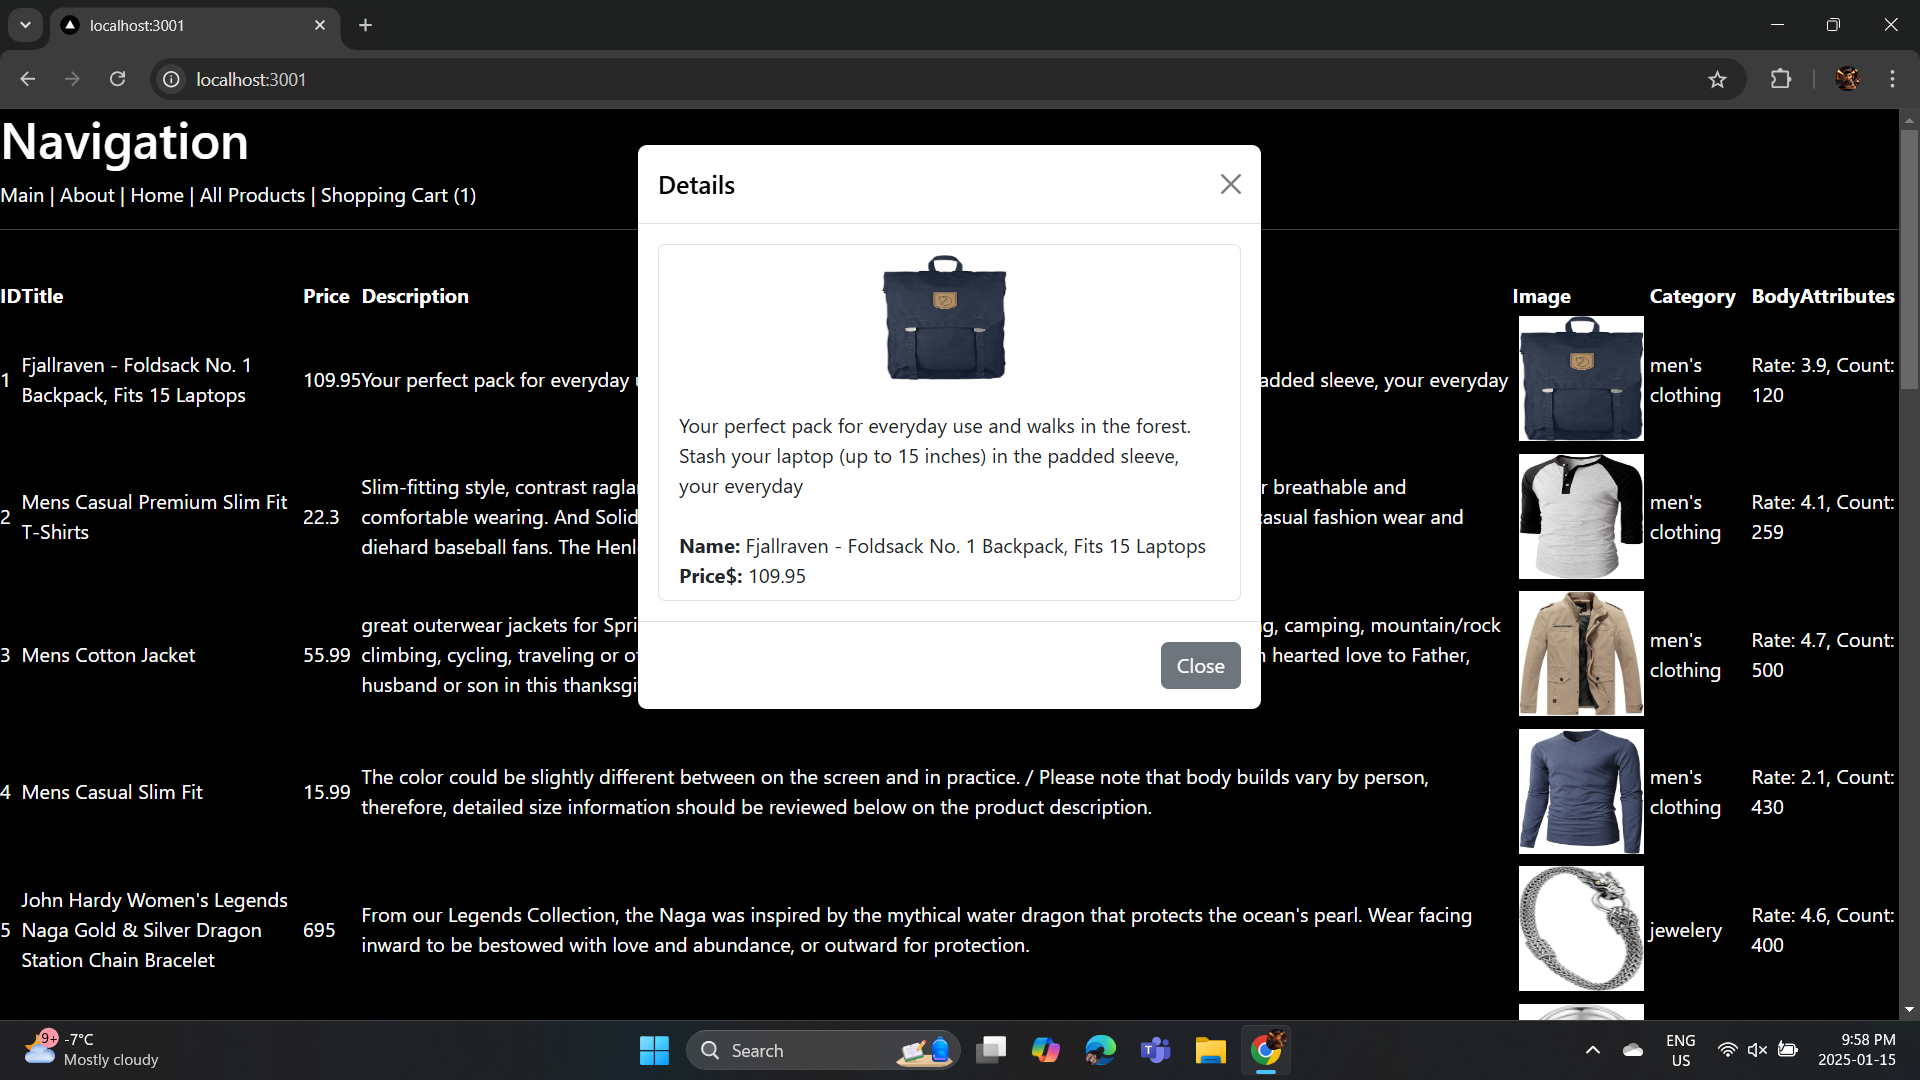 localhost:3001
localhost:3001
Navigation
Main | About | Home | All Products | Shopping Cart (1)
Details
Your perfect pack for everyday use and walks in the forest.
Stash your laptop (up to 15 inches) in the padded sleeve,
your everyday
Name: Fjallraven - Foldsack No. 1 Backpack, Fits 15 Laptops
Price$: 109.95
Close
ID Title Price Description Image Category BodyAttributes
1 Fjallraven - Foldsack No. 1
Backpack, Fits 15 Laptops
109.95 Your perfect pack for everyday
added sleeve, your everyday
men's
clothing
Rate: 3.9, Count:
120
2 Mens Casual Premium Slim Fit
T-Shirts
22.3
Slim-fitting style, contrast
r breathable and
comfortable wearing. And Solid
casual fashion wear and
diehard baseball fans. The
men's
clothing
Rate: 4.1, Count:
259
3 Mens Cotton Jacket
55.99
great outerwear jackets for
g, camping, mountain/rock
climbing, cycling, traveling or
hearted love to Father,
husband or son in this
men's
clothing
Rate: 4.7, Count:
500
4 Mens Casual Slim Fit
15.99
The color could be slightly different between on the screen and in practice. / Please note that body builds vary by person,
therefore, detailed size information should be reviewed below on the product description.
men's
clothing
Rate: 2.1, Count:
430
5 John Hardy Women's Legends
Naga Gold & Silver Dragon
Station Chain Bracelet
695
From our Legends Collection, the Naga was inspired by the mythical water dragon that protects the ocean's pearl. Wear facing
inward to be bestowed with love and abundance, or outward for protection.
jewelery
Rate: 4.6, Count:
400
9+
-7°C
Mostly cloudy
Search
ENG
US
9:58 PM
2025-01-15